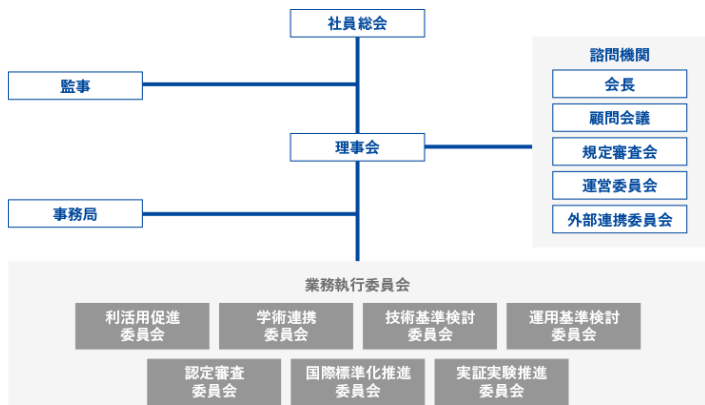 社員総会
監事
諮問機関
会長
顧問会議
規定審査会
運営委員会
外部連携委員会
理事会
事務局
業務執行委員会
利活用促進
委員会
学術連携
委員会
技術基準検討
委員会
運用基準検討
委員会
認定審査
委員会
国際標準化推進
委員会
実証実験推進
委員会